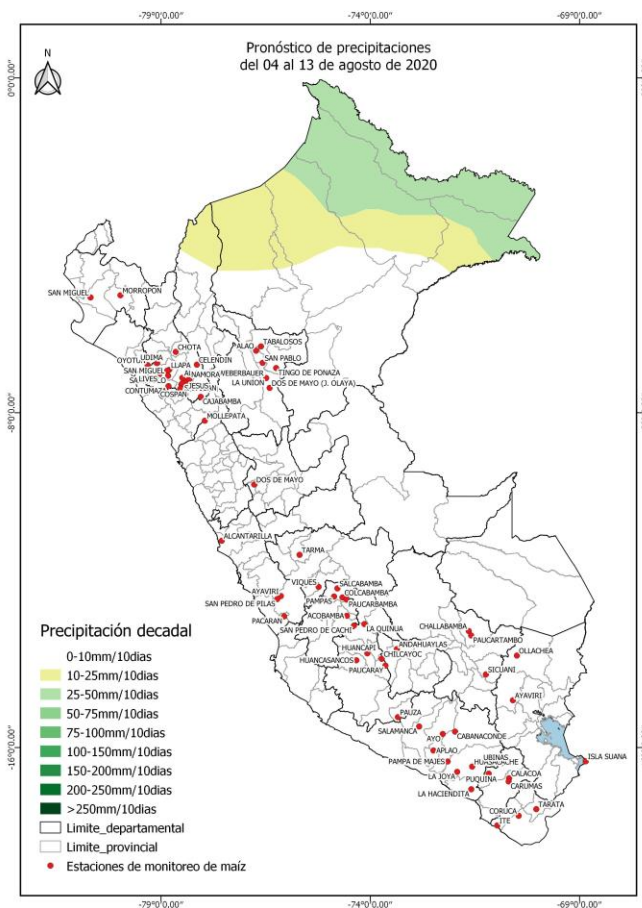 -79°0'0.00"
-74°0'0.00"
-69°0'0.00"
N
Pronóstico de precipitaciones
del 04 al 13 de agosto de 2020
0°0'0.00"
SAN MIGUEL
MORROPON
CHOTA
TABALOSOS
UDIMA
CELENDIN
SAN PABLO
SAN MIGUEL
LLAPA
NAMORA
TINGO DE PONAZA
LIVES
JESUS
LA UNION
DOS DE MAYO (J. OLAYA)
COSPAN
CAJABAMBA
-8°0'0.00"
MOLLEPATA
DOS DE MAYO
ALCANTARILLA
TARMA
VIQUES
SALCABAMBA
AYAVIRI
PAMPAS
COLCABAMBA
SAN PEDRO DE PILAS
PAUCARBAMBA
PACARAN
ACOBAMBA
SAN PEDRO DE CACHI
LA QUINUA
CHALLABAMBA
PAUCARTAMBO
HUANCAPI
ANDAHUAYLAS
OLLACHEA
HUANCASANCOS
CHILCAYOC
PAUCARAY
SICUANI
AYAVIRI
PAUZA
SALAMANCA
AYO
CABANACONDE
-16°0'0.00"
APLAO
UBINAS
ISLA SUANA
PAMPA DE MAJES
LA JOYA
PUQUINA
CALACOA
CARUMAS
LA HACIENDITA
CORUCA
TARATA
ITE
Precipitación decadal
0-10mm/10dias
10-25mm/10dias
25-50mm/10dias
50-75mm/10dias
75-100mm/10dias
100-150mm/10dias
150-200mm/10dias
200-250mm/10dias
>250mm/10dias
Limite_departamental
Limite_provincial
Estaciones de monitoreo de maíz
-79°0'0.00"
-74°0'0.00"
-69°0'0.00"